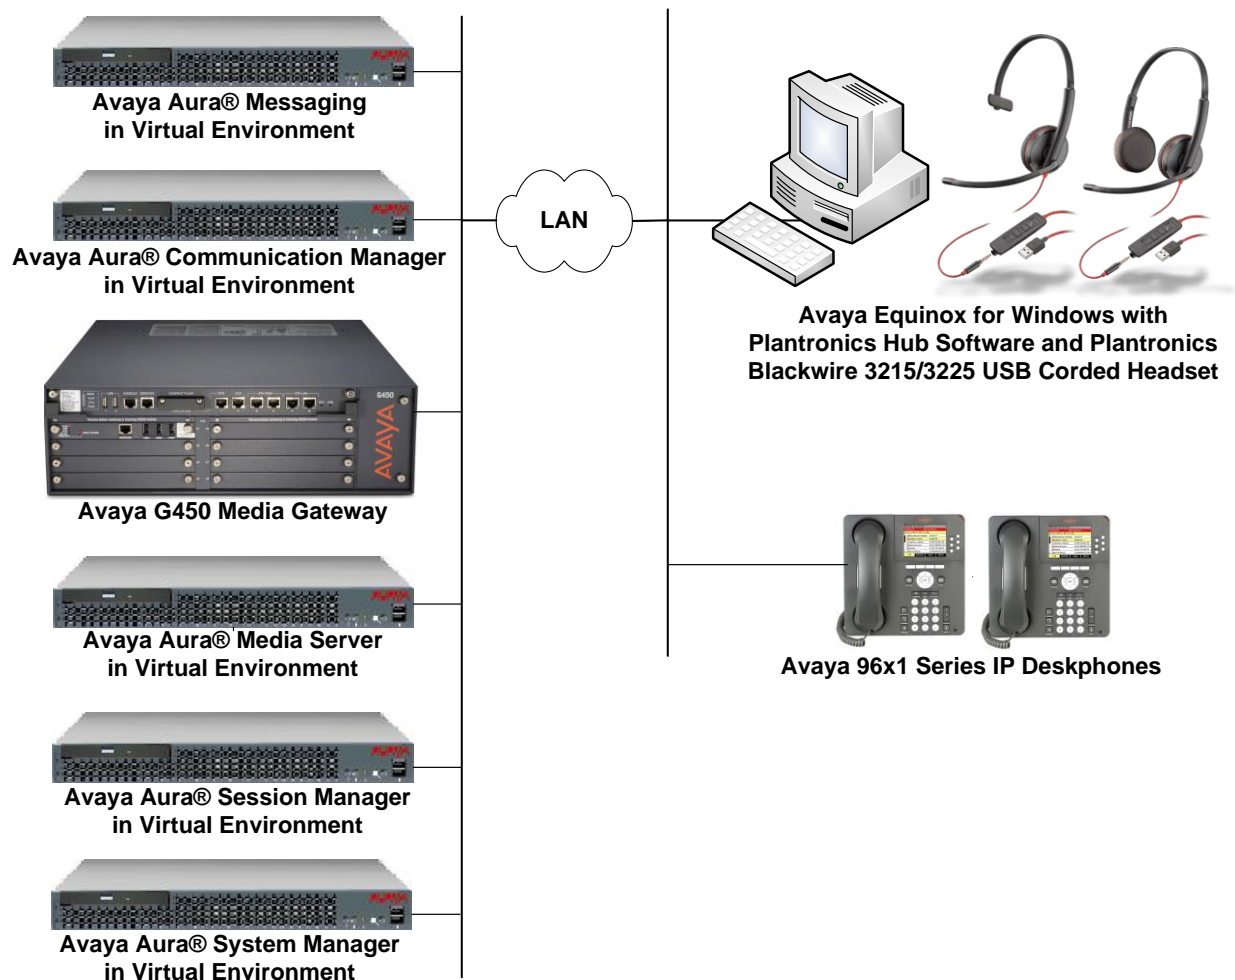 Avaya Aura® Messaging
in Virtual Environment
Avaya Aura® Communication Manager
in Virtual Environment
G450
AVAYA
Avaya G450 Media Gateway
Avaya Aura® Media Server
in Virtual Environment
Avaya Aura® Session Manager
in Virtual Environment
Avaya Aura® System Manager
in Virtual Environment
LAN
Avaya Equinox for Windows with
Plantronics Hub Software and Plantronics
Blackwire 3215/3225 USB Corded Headset
Avaya 96x1 Series IP Deskphones